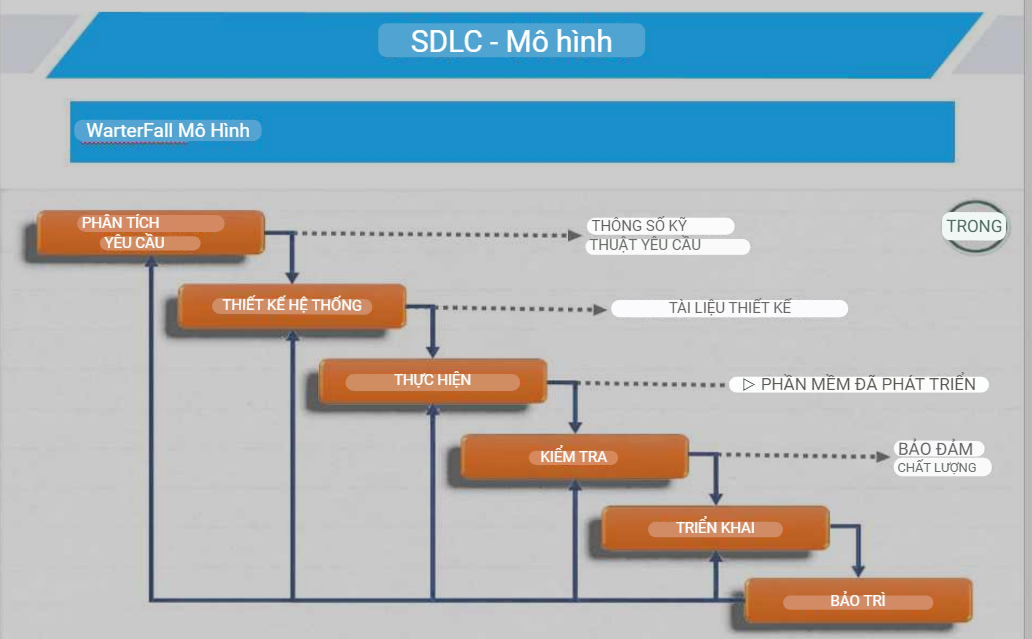 SDLC - Mô hình
WarterFall Mô Hình
PHÂN TÍCH
YÊU CẦU
THÔNG SỐ KỸ
THUẬT YÊU CẦU
TRONG
THIẾT KẾ HỆ THỐNG
TÀI LIỆU THIẾT KẾ
THỰC HIỆN
▷ PHẦN MỀM ĐÃ PHÁT TRIỂN
KIỂM TRA
BẢO ĐẢM
CHẤT LƯỢNG
TRIỂN KHAI
BẢO TRÌ